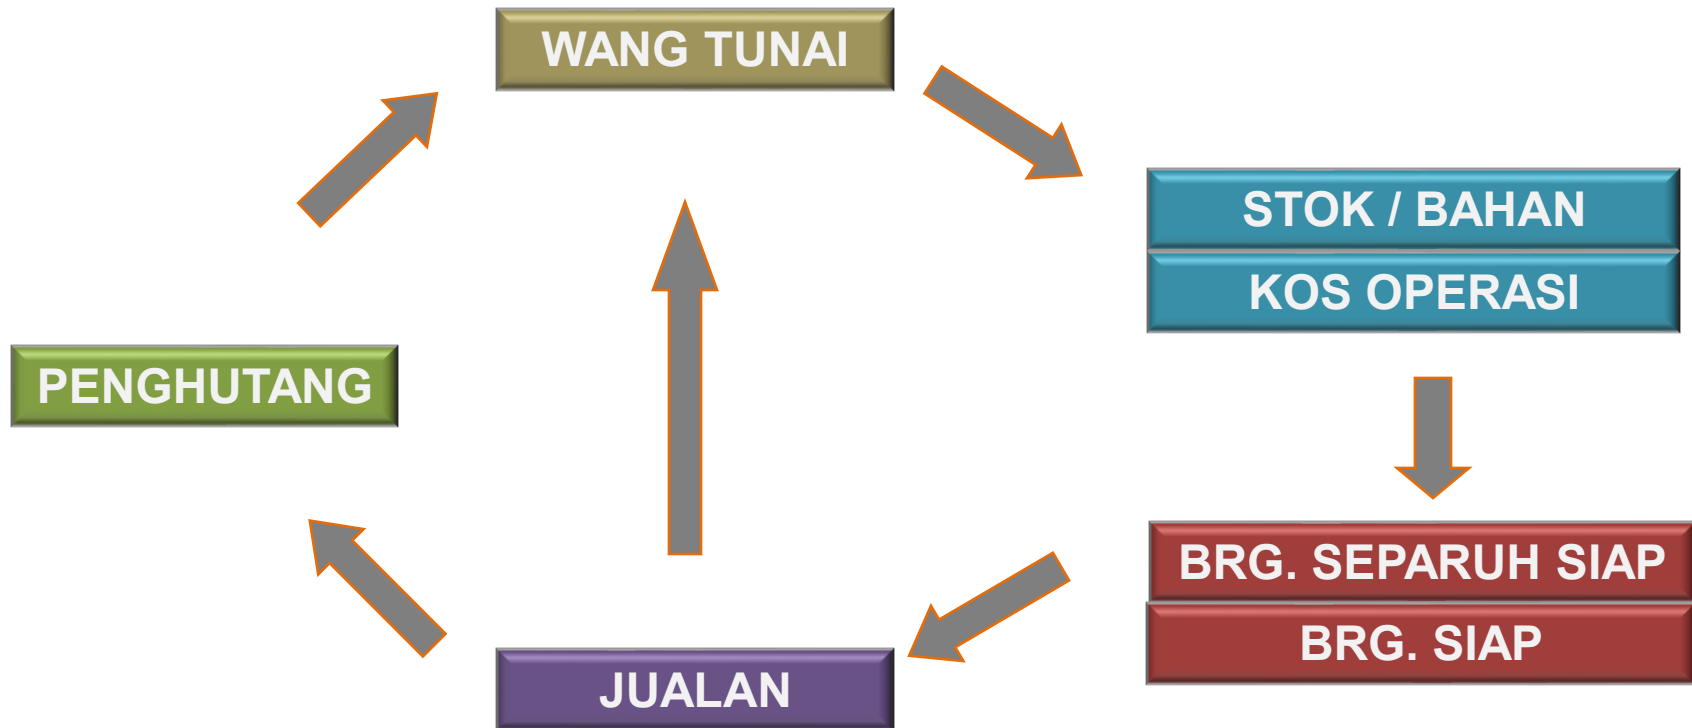 WANG TUNAI
STOK / BAHAN
KOS OPERASI
PENGHUTANG
BRG. SEPARUH SIAP
BRG. SIAP
JUALAN